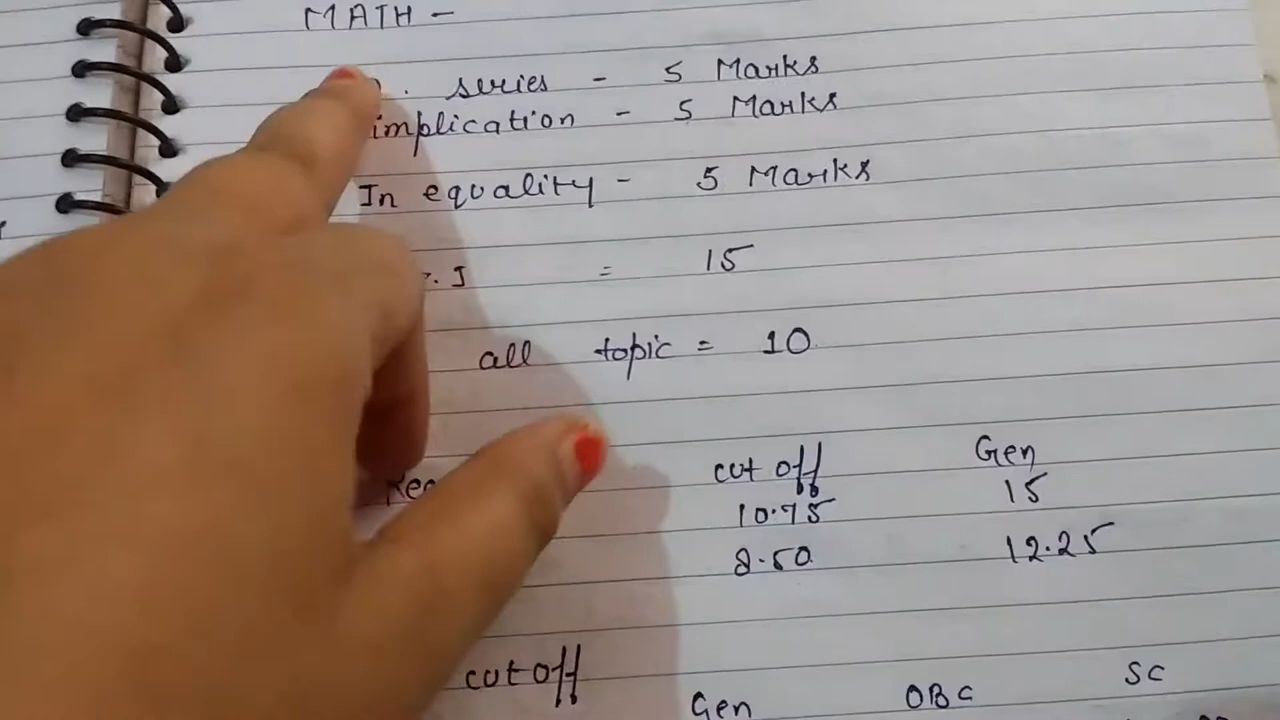 MATH -
series - 5 Marks
implication - 5 Marks
In equality - 5 Marks
. I = 15
all topic = 10
cut off Gen
10.75 15
8.50 12.25
cut off
Gen OBC SC